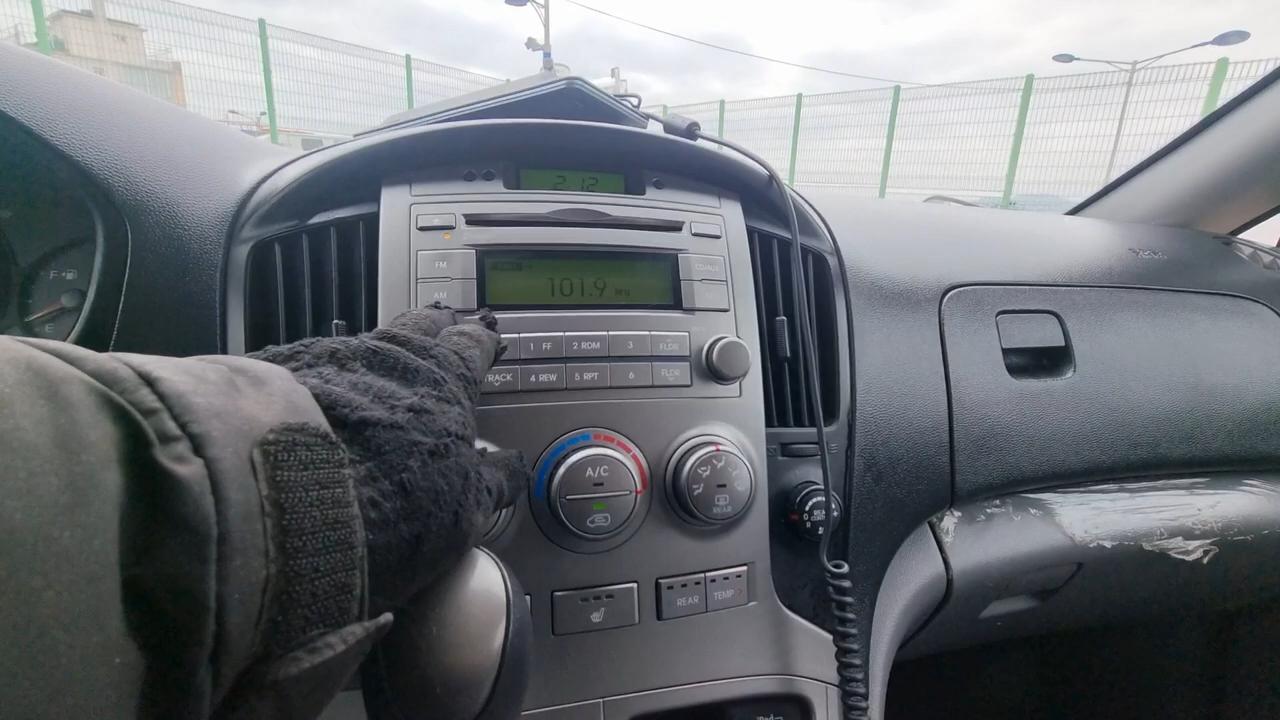 2:12
FM
AM
101.9 MHz
1 FF
2 RDM
3
FLDR
TRACK
4 REW
5 RPT
6
FLDR
A/C
REAR
REAR
TEMP
F
E
iPod